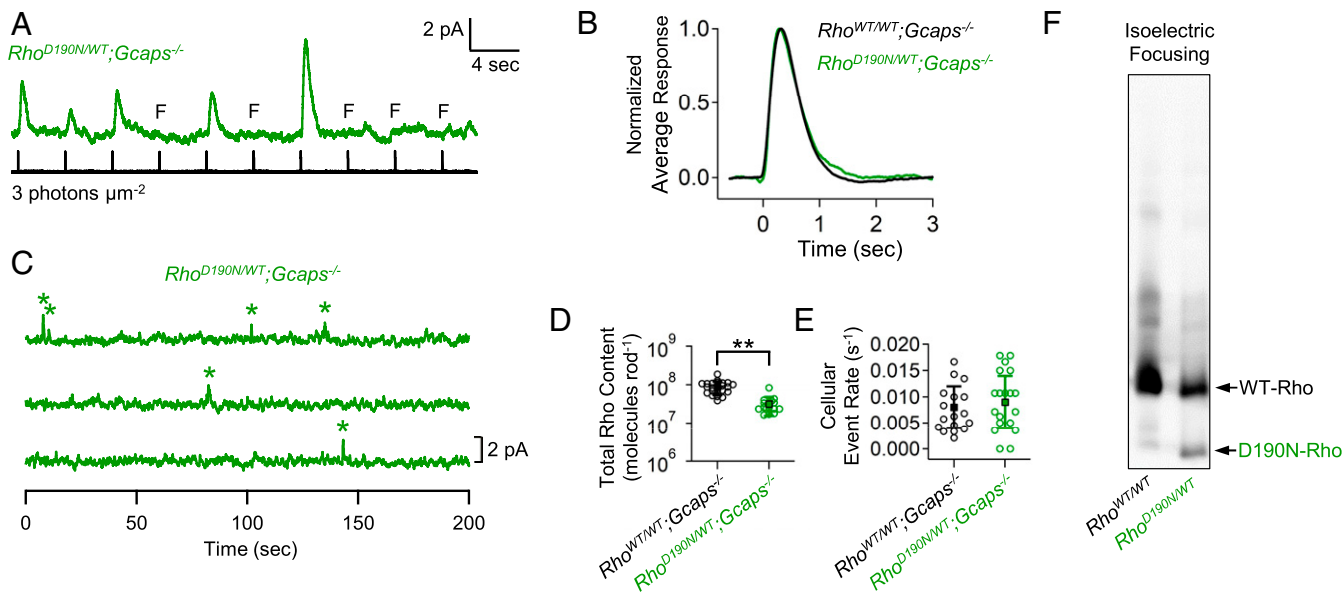 A
Rho^D190N/WT;Gcaps^-/-
2 pA
4 sec
F F F F F
3 photons µm^-2
B
Normalized
Average Response
1.0
0.5
0.0
0 1 2 3
Time (sec)
Rho^WT/WT;Gcaps^-/-
Rho^D190N/WT;Gcaps^-/-
C
Rho^D190N/WT;Gcaps^-/-
* * * *
*
*
2 pA
0 50 100 150 200
Time (sec)
D
Total Rho Content
(molecules rod^-1)
10^9
10^8
10^7
10^6
**
Rho^WT/WT;Gcaps^-/-
Rho^D190N/WT;Gcaps^-/-
E
Cellular
Event Rate (s^-1)
0.020
0.015
0.010
0.005
0.000
Rho^WT/WT;Gcaps^-/-
Rho^D190N/WT;Gcaps^-/-
F
Isoelectric
Focusing
WT-Rho
D190N-Rho
Rho^WT/WT
Rho^D190N/WT